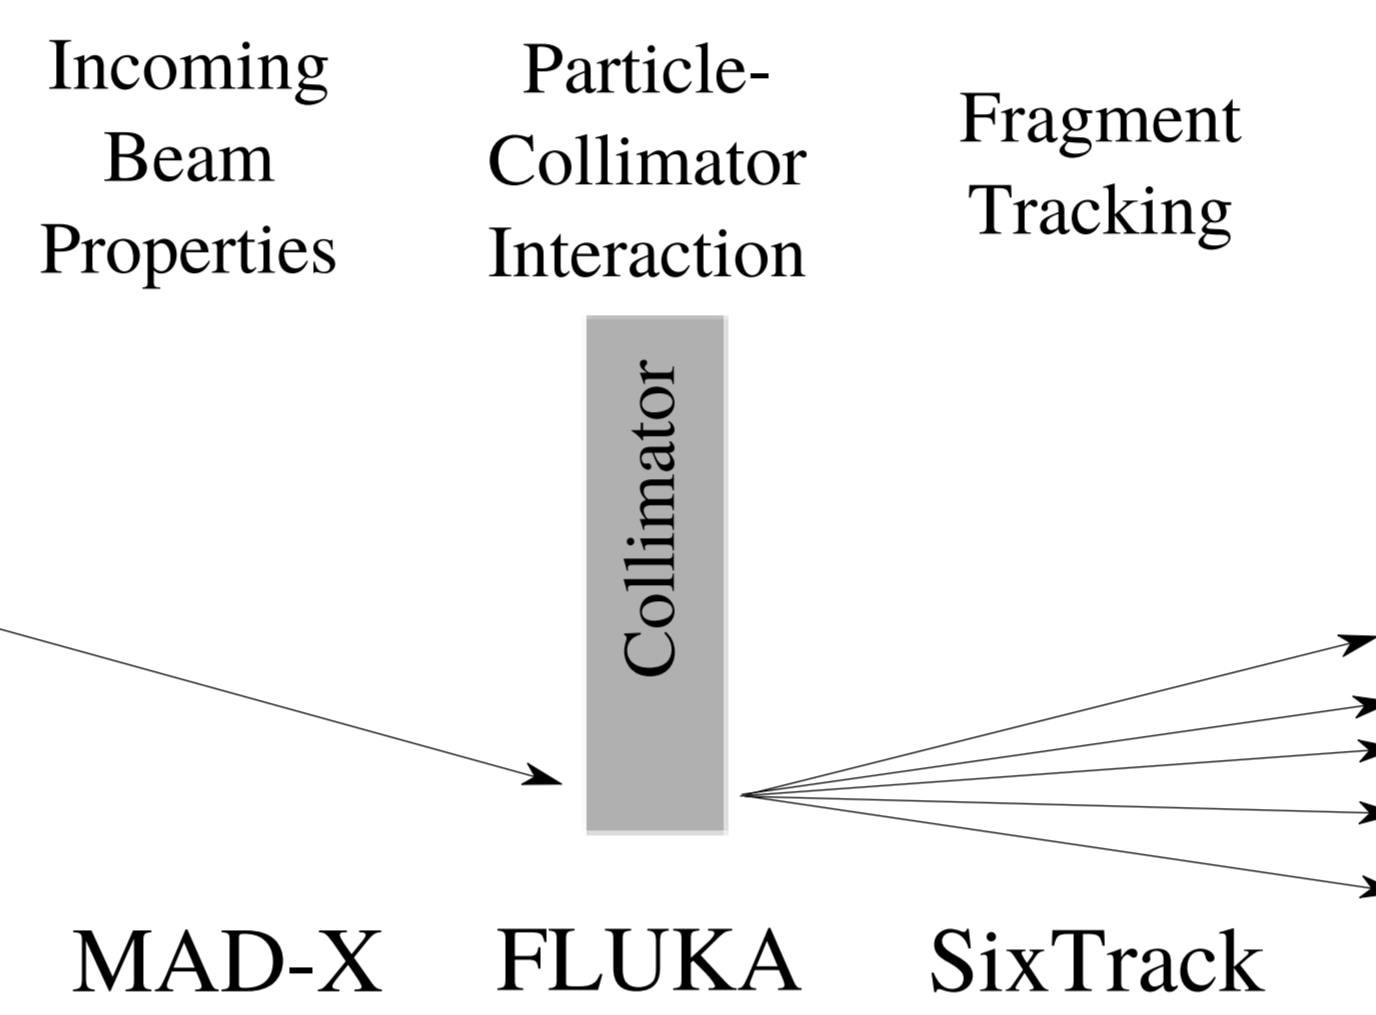 Incoming
Beam
Properties
Particle-
Collimator
Interaction
Fragment
Tracking
Collimator
MAD-X
FLUKA
SixTrack